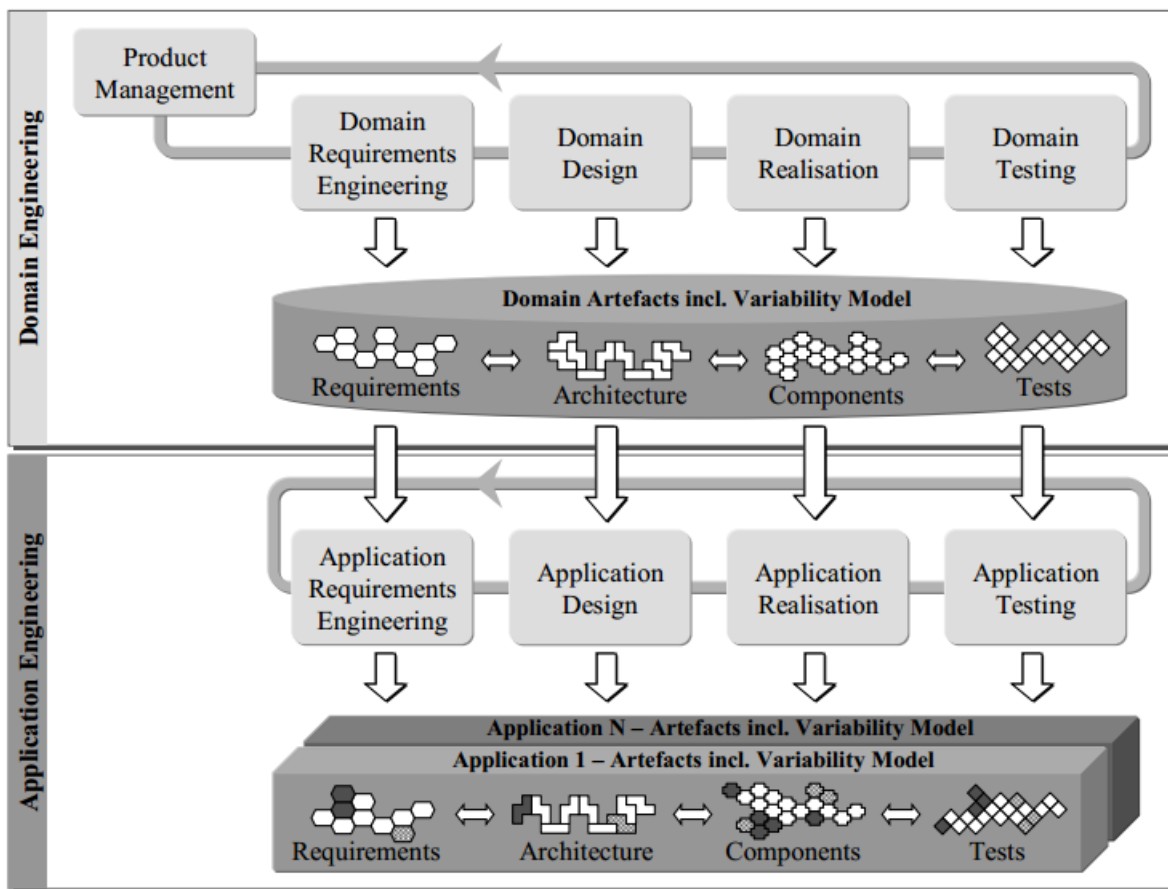 Domain Engineering
Product
Management
Domain
Requirements
Engineering
Domain
Design
Domain
Realisation
Domain
Testing
Domain Artefacts incl. Variability Model
Requirements
Architecture
Components
Tests
Application Engineering
Application
Requirements
Engineering
Application
Design
Application
Realisation
Application
Testing
Application N – Artefacts incl. Variability Model
Application 1 – Artefacts incl. Variability Model
Requirements
Architecture
Components
Tests